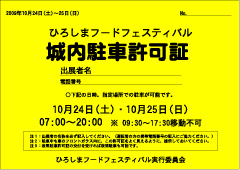 2009年10月24日(土)～25日(日) No.
ひろしまフードフェスティバル
城内駐車許可証
出展者名
電話番号
○下記の日時、指定場所での駐車が可能です。
10月24日(土)・10月25日(日)
07:00～20:00 ※ 09:30～17:30移動不可
ひろしまフードフェスティバル実行委員会